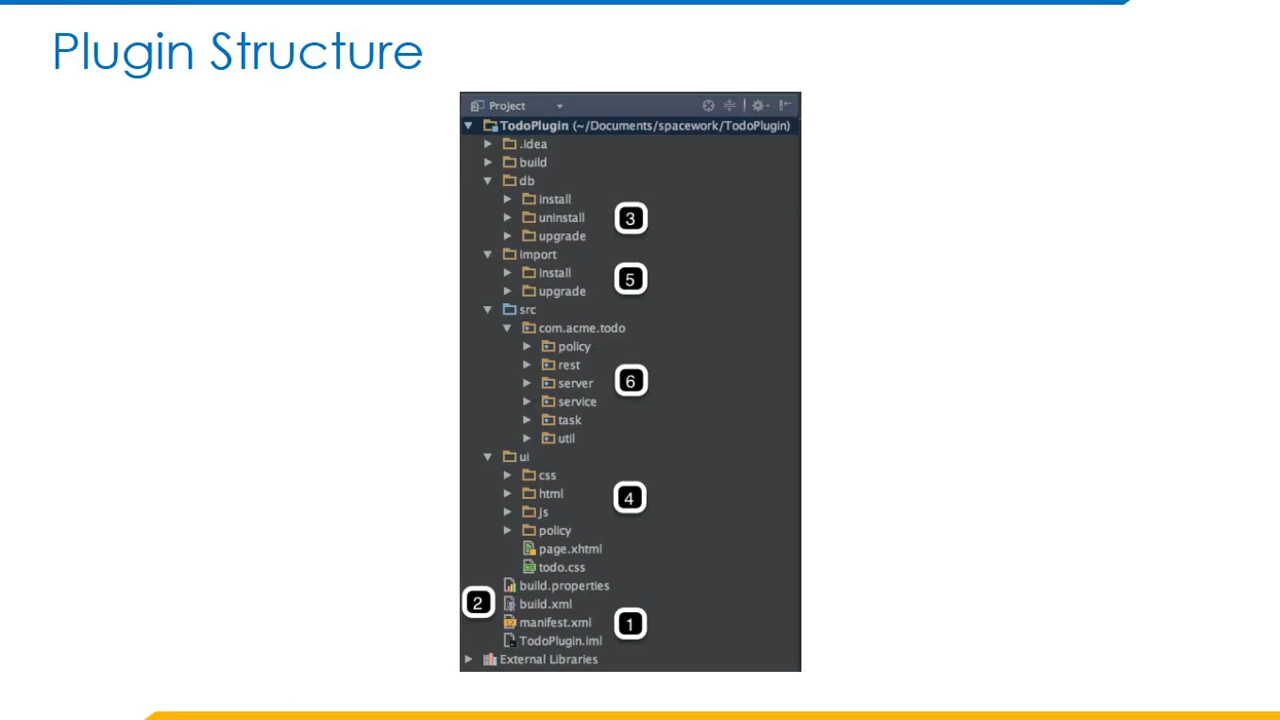 Plugin Structure
Project
TodoPlugin (~/Documents/spacework/TodoPlugin)
.idea
build
db
install
uninstall
3
upgrade
import
install
5
upgrade
src
com.acme.todo
policy
rest
server
6
service
task
util
ui
css
html
4
js
policy
page.xhtml
todo.css
build.properties
2
build.xml
manifest.xml
1
TodoPlugin.iml
External Libraries